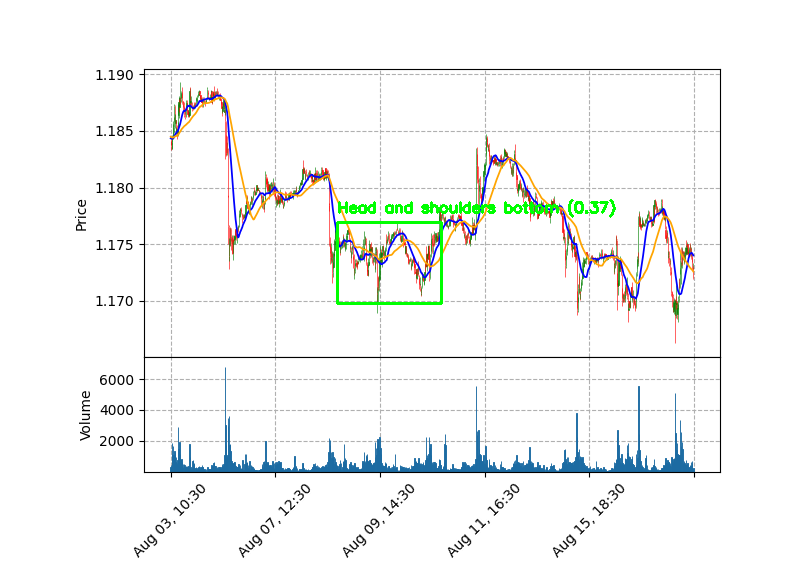 1.190
1.185
1.180
1.175
1.170
Price
Head and shoulders bottom (0.37)
6000
4000
2000
Volume
Aug 03, 10:30
Aug 07, 12:30
Aug 09, 14:30
Aug 11, 16:30
Aug 15, 18:30